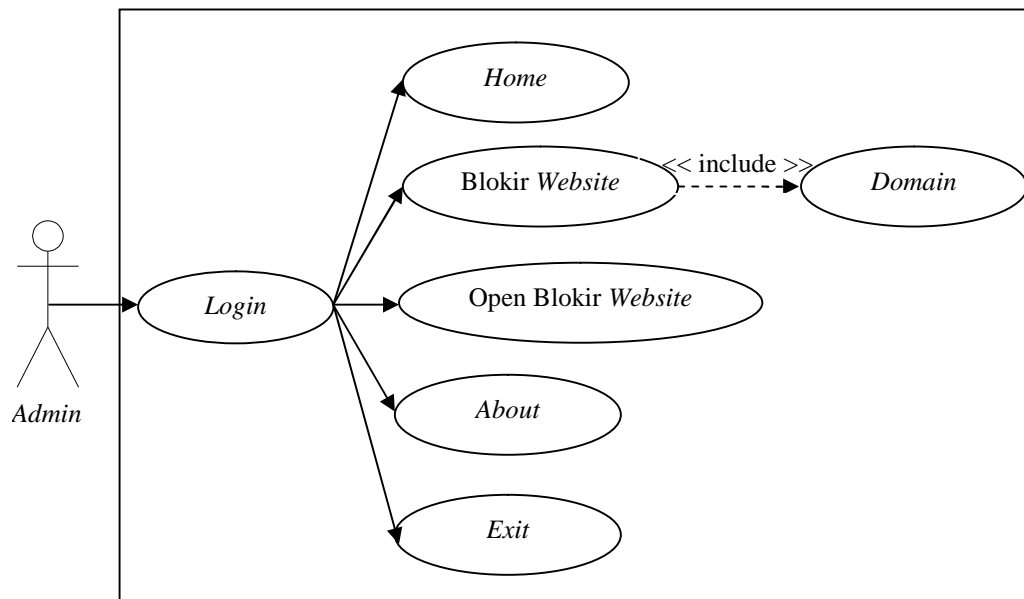 Home
Blokir Website
<< include >>
Domain
Login
Open Blokir Website
Admin
About
Exit